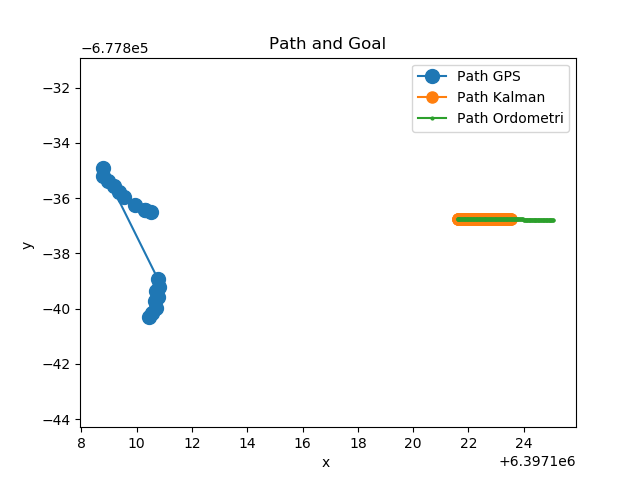 Path and Goal
−6.778e5
Path GPS
Path Kalman
Path Ordometri
−32
−34
−36
−38
−40
−42
−44
y
8 10 12 14 16 18 20 22 24
x
+6.3971e6